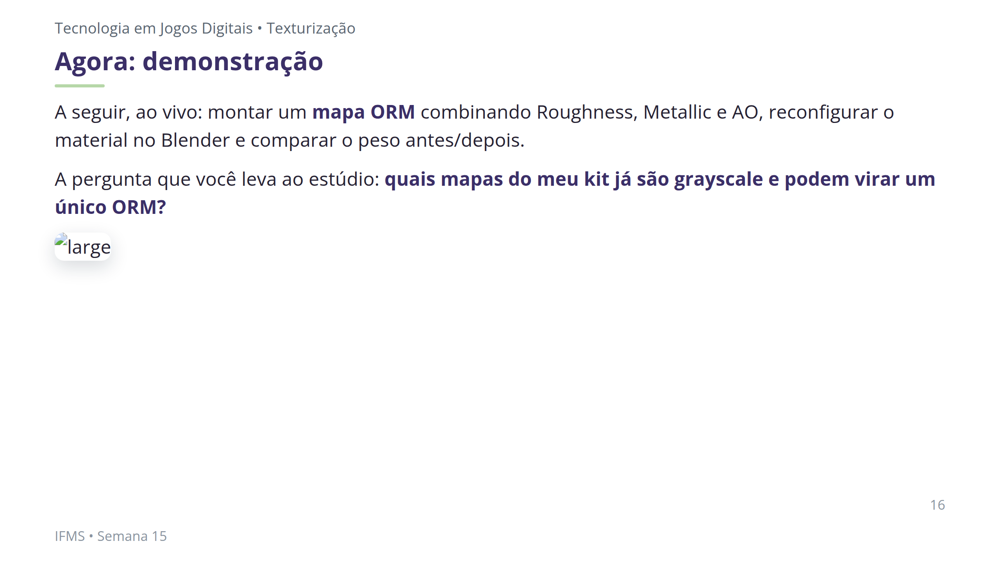 Tecnologia em Jogos Digitais • Texturização
Agora: demonstração
A seguir, ao vivo: montar um mapa ORM combinando Roughness, Metallic e AO, reconfigurar o
material no Blender e comparar o peso antes/depois.
A pergunta que você leva ao estúdio: quais mapas do meu kit já são grayscale e podem virar um
único ORM?
large
16
IFMS • Semana 15